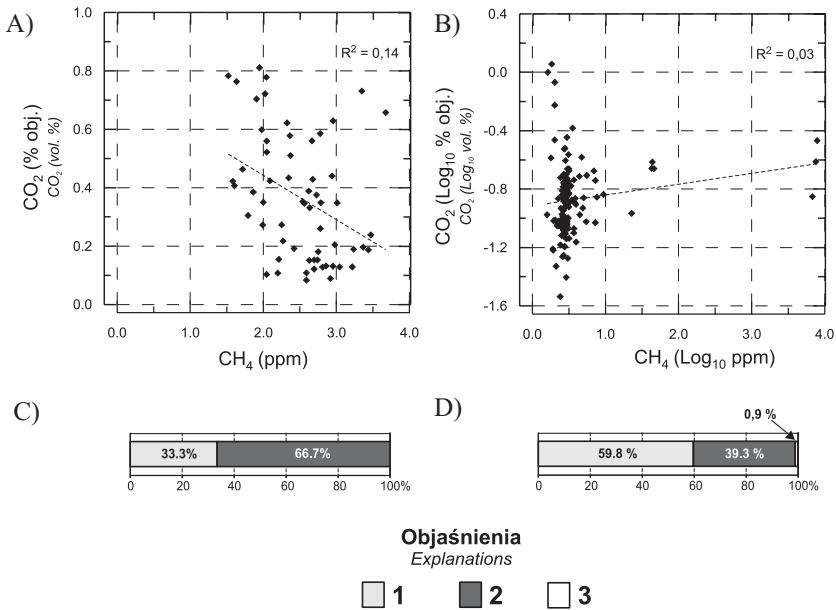 A)
1.0
0.8
0.6
0.4
0.2
0.0
CO2 (% obj.)
CO2 (vol. %)
R2 = 0,14
0.0 1.0 2.0 3.0 4.0
CH4 (ppm)
B)
0.4
0.0
-0.4
-0.8
-1.2
-1.6
CO2 (Log10 % obj.)
CO2 (Log10 vol. %)
R2 = 0,03
0.0 1.0 2.0 3.0 4.0
CH4 (Log10 ppm)
C)
33.3% 66.7%
0 20 40 60 80 100%
D)
0,9 %
59.8 % 39.3 %
0 20 40 60 80 100%
Objaśnienia
Explanations
1 2 3